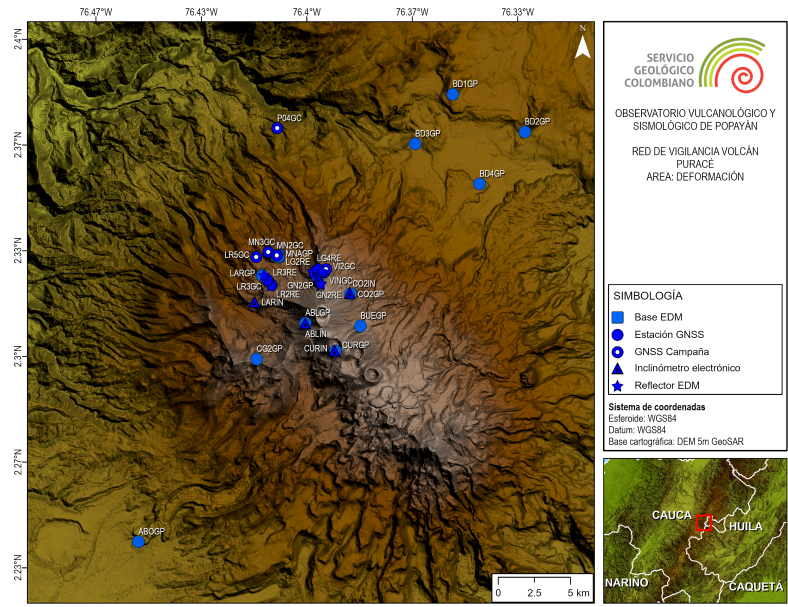 76.47°W
76.43°W
76.4°W
76.37°W
76.33°W
2.4°N
2.37°N
2.33°N
2.3°N
2.27°N
2.23°N
N
BD1GP
BD2GP
BD3GP
BD4GP
P04GC
MN3GC
MN2GC
MNAGP
LR5GC
LG2RE
LG4RE
VI2GC
LARGP
LR3RE
LR3GC
LR2RE
GN2GP
VINGC
GN2RE
CO2IN
CO2GP
LARIN
ABLGP
ABLIN
BUEGP
CURIN
CURGP
CG2GP
ABOGP
0 2.5 5 km
SERVICIO
GEOLÓGICO
COLOMBIANO
OBSERVATORIO VULCANOLÓGICO Y
SISMOLÓGICO DE POPAYÁN
RED DE VIGILANCIA VOLCÁN
PURACÉ
AREA: DEFORMACIÓN
SIMBOLOGÍA
Base EDM
Estación GNSS
GNSS Campaña
Inclinómetro electrónico
Reflector EDM
Sistema de coordenadas
Esferoide: WGS84
Datum: WGS84
Base cartográfica: DEM 5m GeoSAR
CAUCA
HUILA
NARIÑO
CAQUETÁ